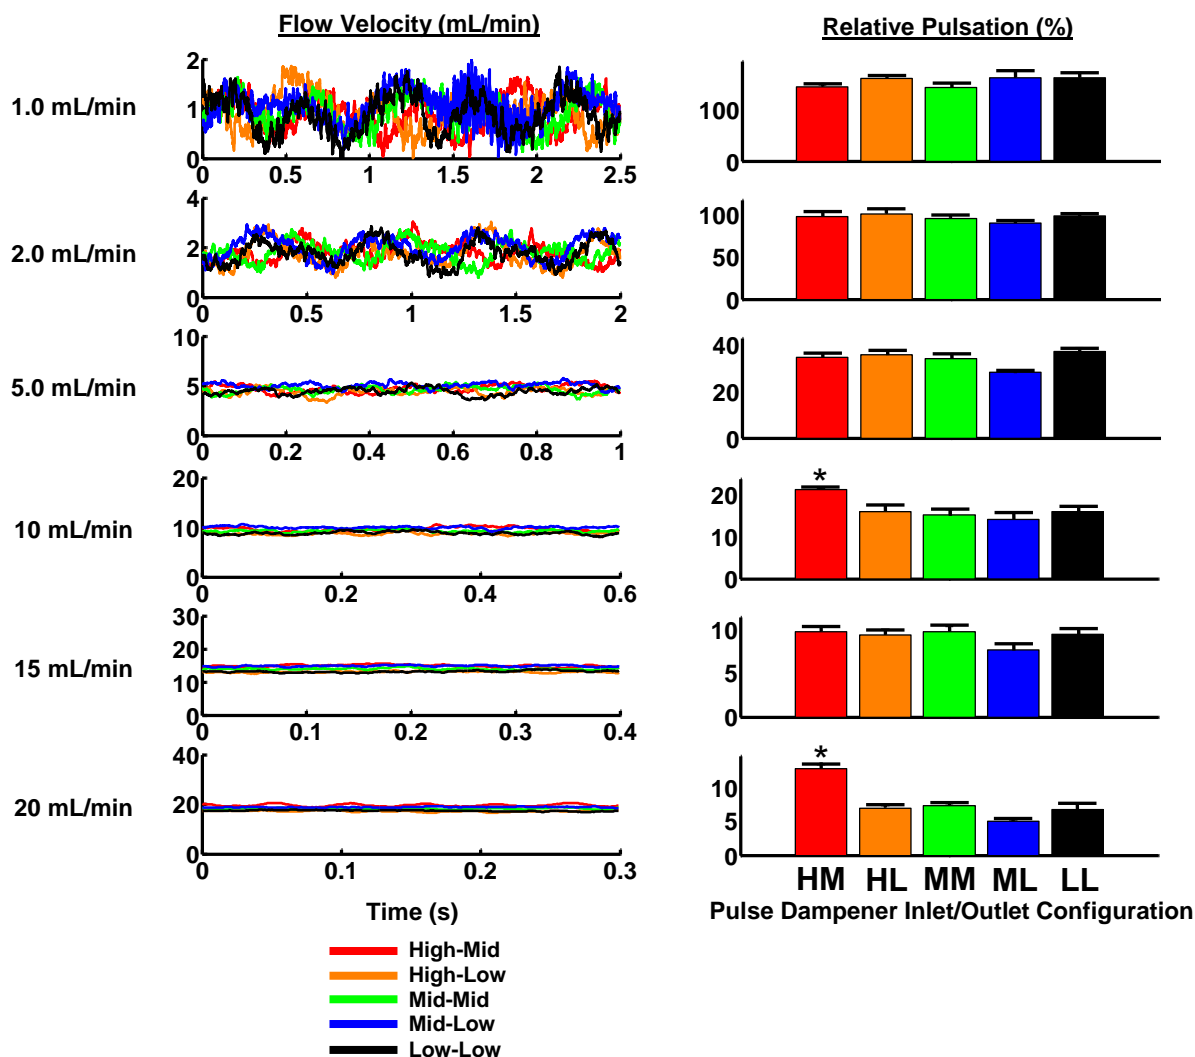 Flow Velocity (mL/min)
Relative Pulsation (%)
1.0 mL/min
2
1
0
0 0.5 1 1.5 2 2.5
100
0
2.0 mL/min
4
2
0
0 0.5 1 1.5 2
100
50
0
5.0 mL/min
10
5
0
0 0.2 0.4 0.6 0.8 1
40
20
0
10 mL/min
20
10
0
0 0.2 0.4 0.6
*
20
10
0
15 mL/min
30
20
10
0
0 0.1 0.2 0.3 0.4
10
5
0
20 mL/min
40
20
0
0 0.1 0.2 0.3
*
10
5
0
HM HL MM ML LL
Time (s)
Pulse Dampener Inlet/Outlet Configuration
High-Mid
High-Low
Mid-Mid
Mid-Low
Low-Low